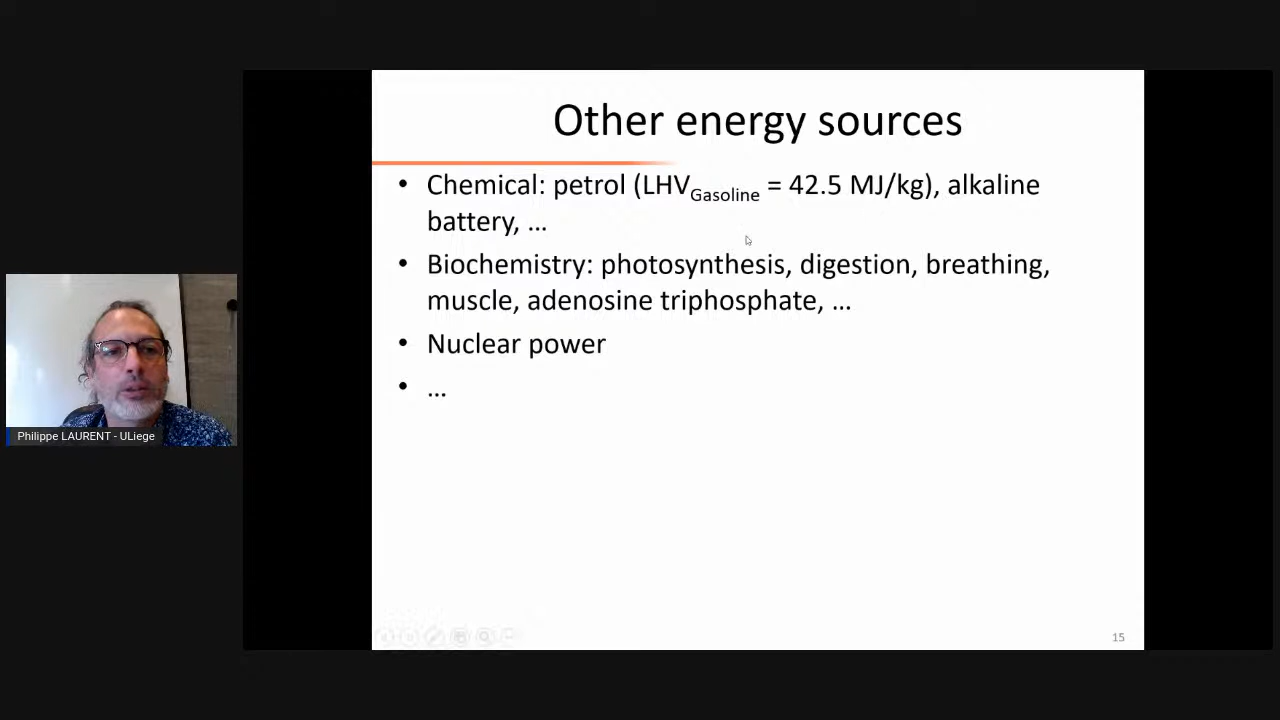 Other energy sources
• Chemical: petrol (LHV_Gasoline = 42.5 MJ/kg), alkaline
battery, …
• Biochemistry: photosynthesis, digestion, breathing,
muscle, adenosine triphosphate, …
• Nuclear power
• …
Philippe LAURENT - ULiege
15